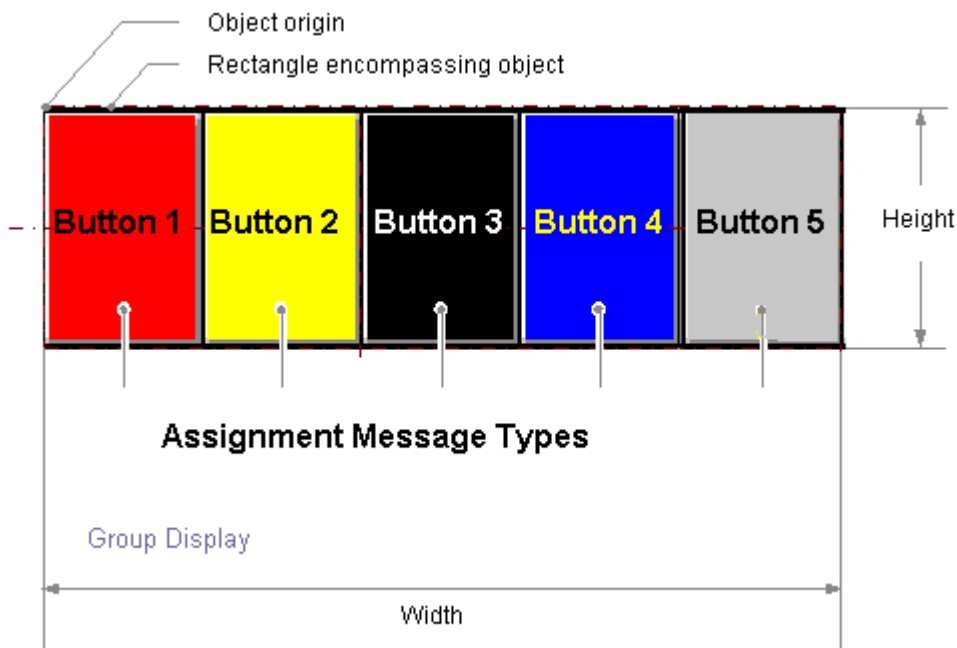 Object origin
Rectangle encompassing object
Button 1 Button 2 Button 3 Button 4 Button 5
Height
Assignment Message Types
Group Display
Width